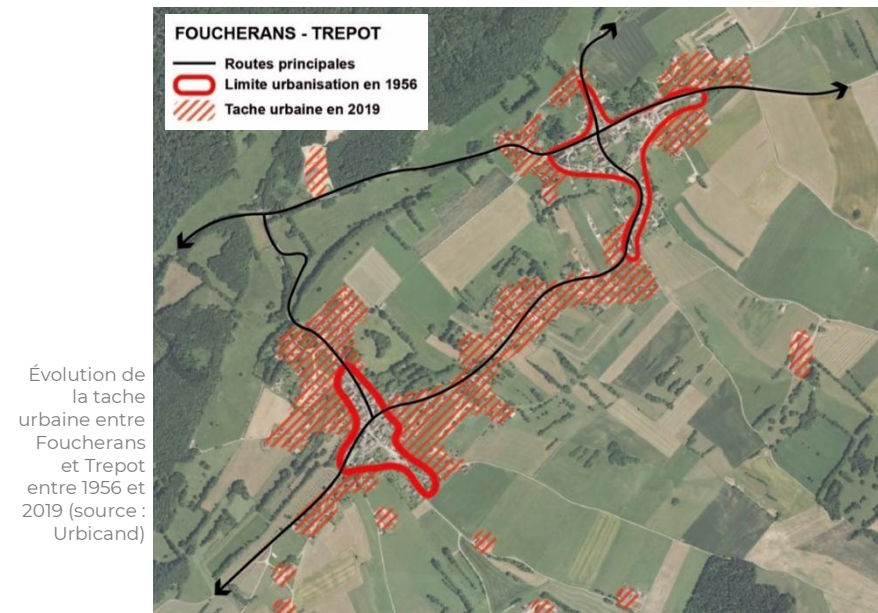 FOUCHERANS - TREPOT
Routes principales
Limite urbanisation en 1956
Tache urbaine en 2019
Évolution de
la tache
urbaine entre
Foucherans
et Trepot
entre 1956 et
2019 (source :
Urbicand)